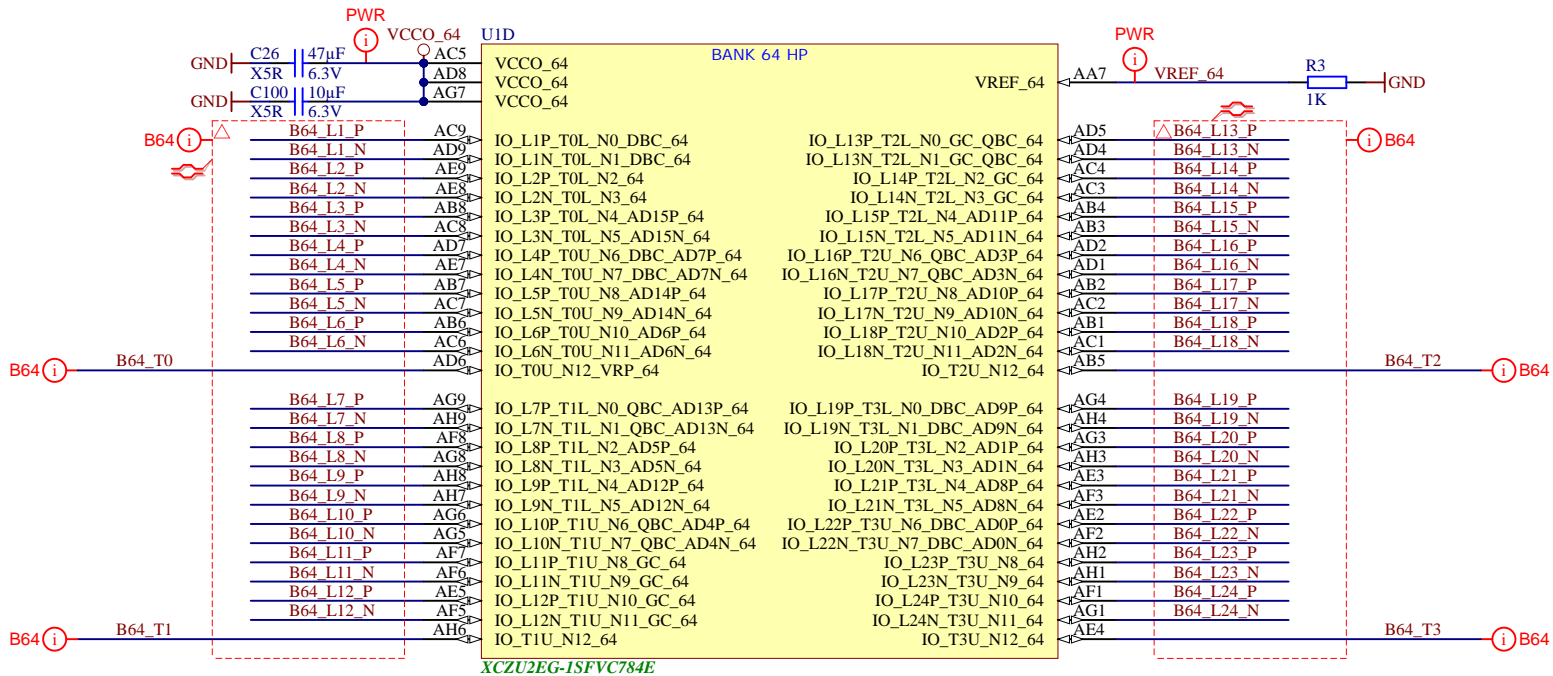 PWR
VCCO_64 U1D
BANK 64 HP
PWR
GND C26 47µF AC5 VCCO_64
X5R 6.3V AD8 VCCO_64 VREF_64 AA7 VREF_64 R3 GND
GND C100 10µF AG7 VCCO_64 1K
X5R 6.3V
B64 i B64_L1_P AC9 IO_L1P_T0L_N0_DBC_64 IO_L13P_T2L_N0_GC_QBC_64 AD5 B64_L13_P i B64
B64_L1_N AD9 IO_L1N_T0L_N1_DBC_64 IO_L13N_T2L_N1_GC_QBC_64 AD4 B64_L13_N
B64_L2_P AE9 IO_L2P_T0L_N2_64 IO_L14P_T2L_N2_GC_64 AC4 B64_L14_P
B64_L2_N AE8 IO_L2N_T0L_N3_64 IO_L14N_T2L_N3_GC_64 AC3 B64_L14_N
B64_L3_P AB8 IO_L3P_T0L_N4_AD15P_64 IO_L15P_T2L_N4_AD11P_64 AB4 B64_L15_P
B64_L3_N AC8 IO_L3N_T0L_N5_AD15N_64 IO_L15N_T2L_N5_AD11N_64 AB3 B64_L15_N
B64_L4_P AD7 IO_L4P_T0U_N6_DBC_AD7P_64 IO_L16P_T2U_N6_QBC_AD3P_64 AD2 B64_L16_P
B64_L4_N AE7 IO_L4N_T0U_N7_DBC_AD7N_64 IO_L16N_T2U_N7_QBC_AD3N_64 AD1 B64_L16_N
B64_L5_P AB7 IO_L5P_T0U_N8_AD14P_64 IO_L17P_T2U_N8_AD10P_64 AB2 B64_L17_P
B64_L5_N AC7 IO_L5N_T0U_N9_AD14N_64 IO_L17N_T2U_N9_AD10N_64 AC2 B64_L17_N
B64_L6_P AB6 IO_L6P_T0U_N10_AD6P_64 IO_L18P_T2U_N10_AD2P_64 AB1 B64_L18_P
B64_L6_N AC6 IO_L6N_T0U_N11_AD6N_64 IO_L18N_T2U_N11_AD2N_64 AC1 B64_L18_N
B64 i B64_T0 AD6 IO_T0U_N12_VRP_64 IO_T2U_N12_64 AB5 B64_T2 i B64
B64_L7_P AG9 IO_L7P_T1L_N0_QBC_AD13P_64 IO_L19P_T3L_N0_DBC_AD9P_64 AG4 B64_L19_P
B64_L7_N AH9 IO_L7N_T1L_N1_QBC_AD13N_64 IO_L19N_T3L_N1_DBC_AD9N_64 AH4 B64_L19_N
B64_L8_P AF8 IO_L8P_T1L_N2_AD5P_64 IO_L20P_T3L_N2_AD1P_64 AG3 B64_L20_P
B64_L8_N AG8 IO_L8N_T1L_N3_AD5N_64 IO_L20N_T3L_N3_AD1N_64 AH3 B64_L20_N
B64_L9_P AH8 IO_L9P_T1L_N4_AD12P_64 IO_L21P_T3L_N4_AD8P_64 AE3 B64_L21_P
B64_L9_N AH7 IO_L9N_T1L_N5_AD12N_64 IO_L21N_T3L_N5_AD8N_64 AF3 B64_L21_N
B64_L10_P AG6 IO_L10P_T1U_N6_QBC_AD4P_64 IO_L22P_T3U_N6_DBC_AD0P_64 AE2 B64_L22_P
B64_L10_N AG5 IO_L10N_T1U_N7_QBC_AD4N_64 IO_L22N_T3U_N7_DBC_AD0N_64 AF2 B64_L22_N
B64_L11_P AF7 IO_L11P_T1U_N8_GC_64 IO_L23P_T3U_N8_64 AH2 B64_L23_P
B64_L11_N AF6 IO_L11N_T1U_N9_GC_64 IO_L23N_T3U_N9_64 AH1 B64_L23_N
B64_L12_P AE5 IO_L12P_T1U_N10_GC_64 IO_L24P_T3U_N10_64 AF1 B64_L24_P
B64_L12_N AF5 IO_L12N_T1U_N11_GC_64 IO_L24N_T3U_N11_64 AG1 B64_L24_N
B64 i B64_T1 AH6 IO_T1U_N12_64 IO_T3U_N12_64 AE4 B64_T3 i B64
XCZU2EG-1SFVC784E